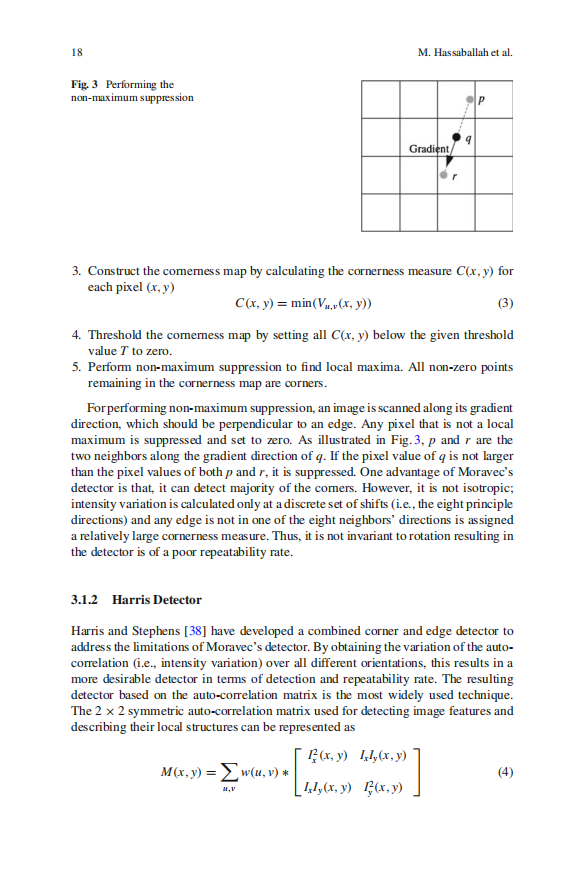 18
M. Hassaballah et al.
Fig. 3 Performing the
non-maximum suppression
p
q
Gradient
r
3. Construct the cornerness map by calculating the cornerness measure C(x, y) for
each pixel (x, y)
C(x, y) = min(V_{u,v}(x, y)) (3)
4. Threshold the cornerness map by setting all C(x, y) below the given threshold
value T to zero.
5. Perform non-maximum suppression to find local maxima. All non-zero points
remaining in the cornerness map are corners.
For performing non-maximum suppression, an image is scanned along its gradient
direction, which should be perpendicular to an edge. Any pixel that is not a local
maximum is suppressed and set to zero. As illustrated in Fig. 3, p and r are the
two neighbors along the gradient direction of q. If the pixel value of q is not larger
than the pixel values of both p and r, it is suppressed. One advantage of Moravec's
detector is that, it can detect majority of the corners. However, it is not isotropic;
intensity variation is calculated only at a discrete set of shifts (i.e., the eight principle
directions) and any edge is not in one of the eight neighbors' directions is assigned
a relatively large cornerness measure. Thus, it is not invariant to rotation resulting in
the detector is of a poor repeatability rate.
3.1.2 Harris Detector
Harris and Stephens [38] have developed a combined corner and edge detector to
address the limitations of Moravec's detector. By obtaining the variation of the auto-
correlation (i.e., intensity variation) over all different orientations, this results in a
more desirable detector in terms of detection and repeatability rate. The resulting
detector based on the auto-correlation matrix is the most widely used technique.
The 2 × 2 symmetric auto-correlation matrix used for detecting image features and
describing their local structures can be represented as
M(x, y) = ∑_{u,v} w(u, v) * [ I_x^2(x, y) I_xI_y(x, y)
I_xI_y(x, y) I_y^2(x, y) ] (4)